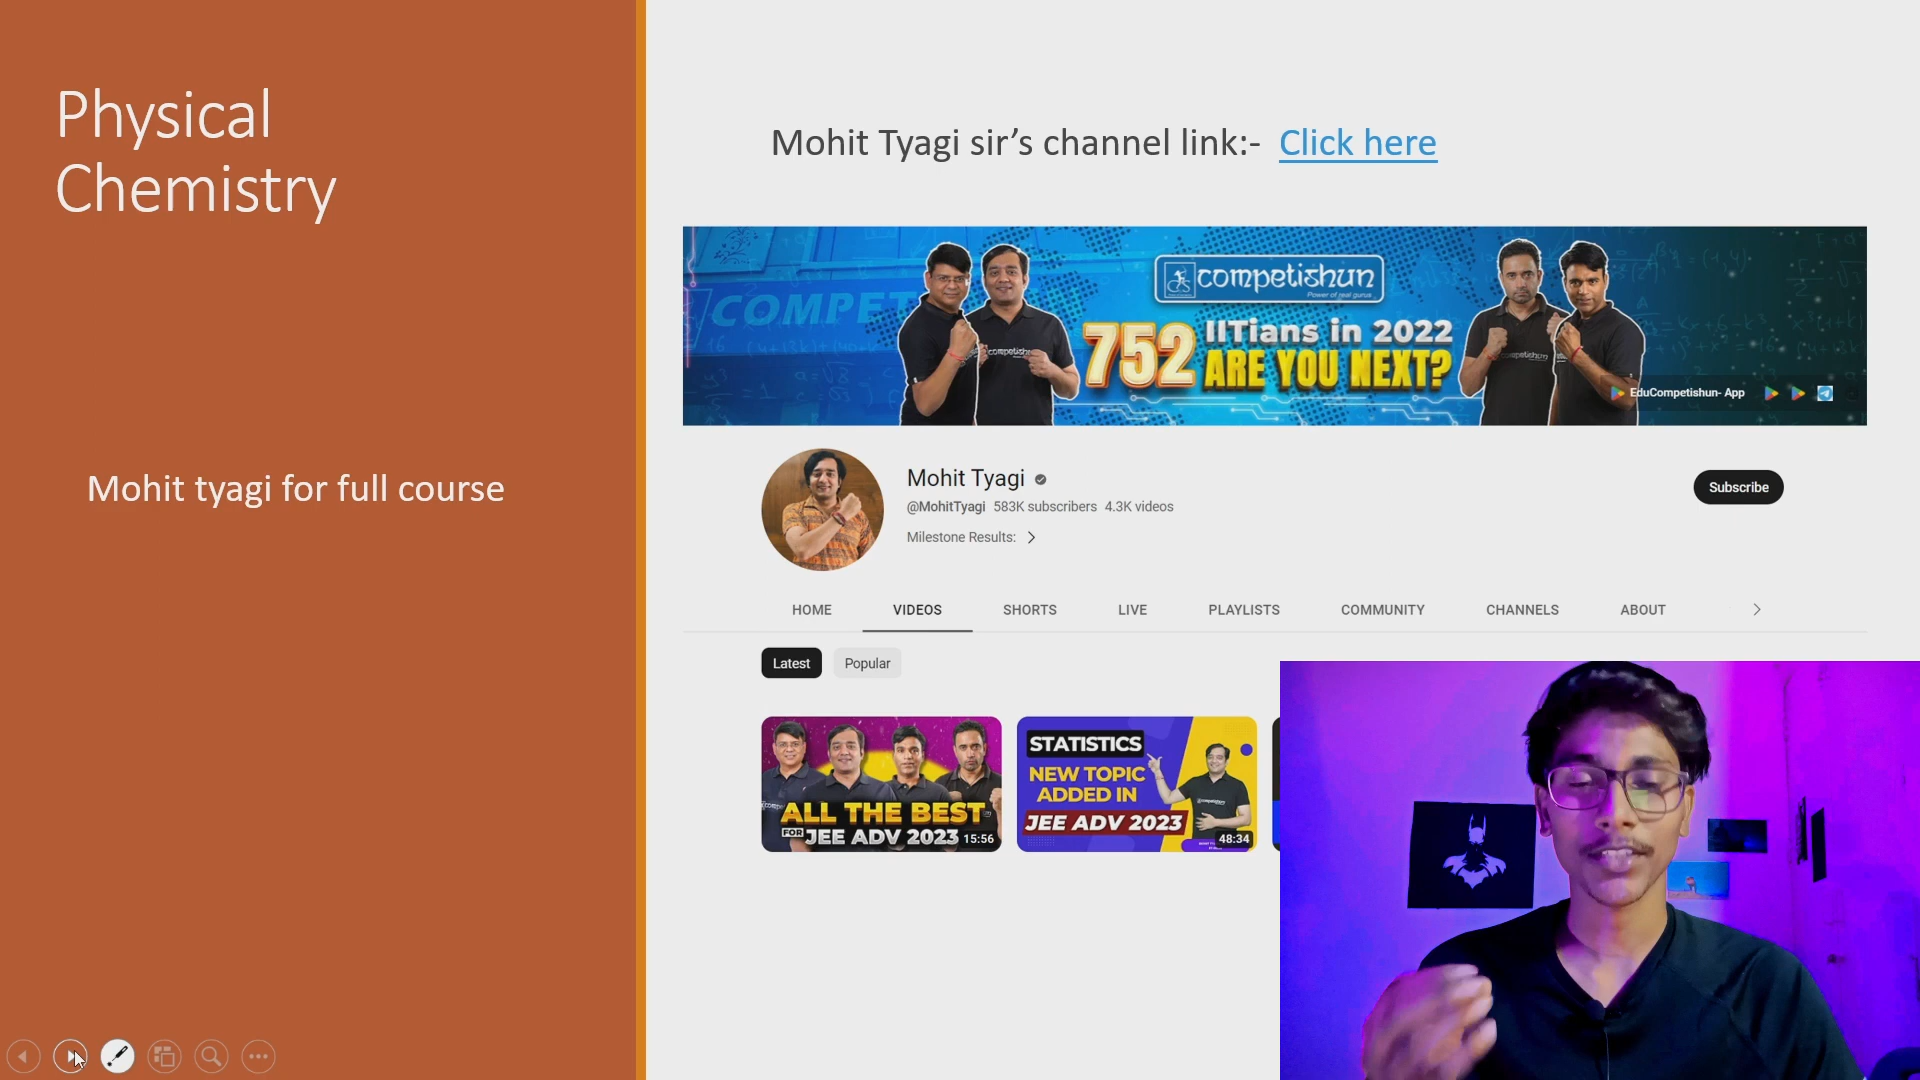 Physical
Chemistry
Mohit tyagi for full course
Mohit Tyagi sir’s channel link:- Click here
COMPET
competishun
Power of real gurus
752 IITians in 2022
ARE YOU NEXT?
EduCompetishun- App
Mohit Tyagi
@MohitTyagi 583K subscribers 4.3K videos
Milestone Results:
Subscribe
HOME VIDEOS SHORTS LIVE PLAYLISTS COMMUNITY CHANNELS ABOUT
Latest Popular
ALL THE BEST
FOR JEE ADV 2023
15:56
STATISTICS
NEW TOPIC
ADDED IN
JEE ADV 2023
48:34